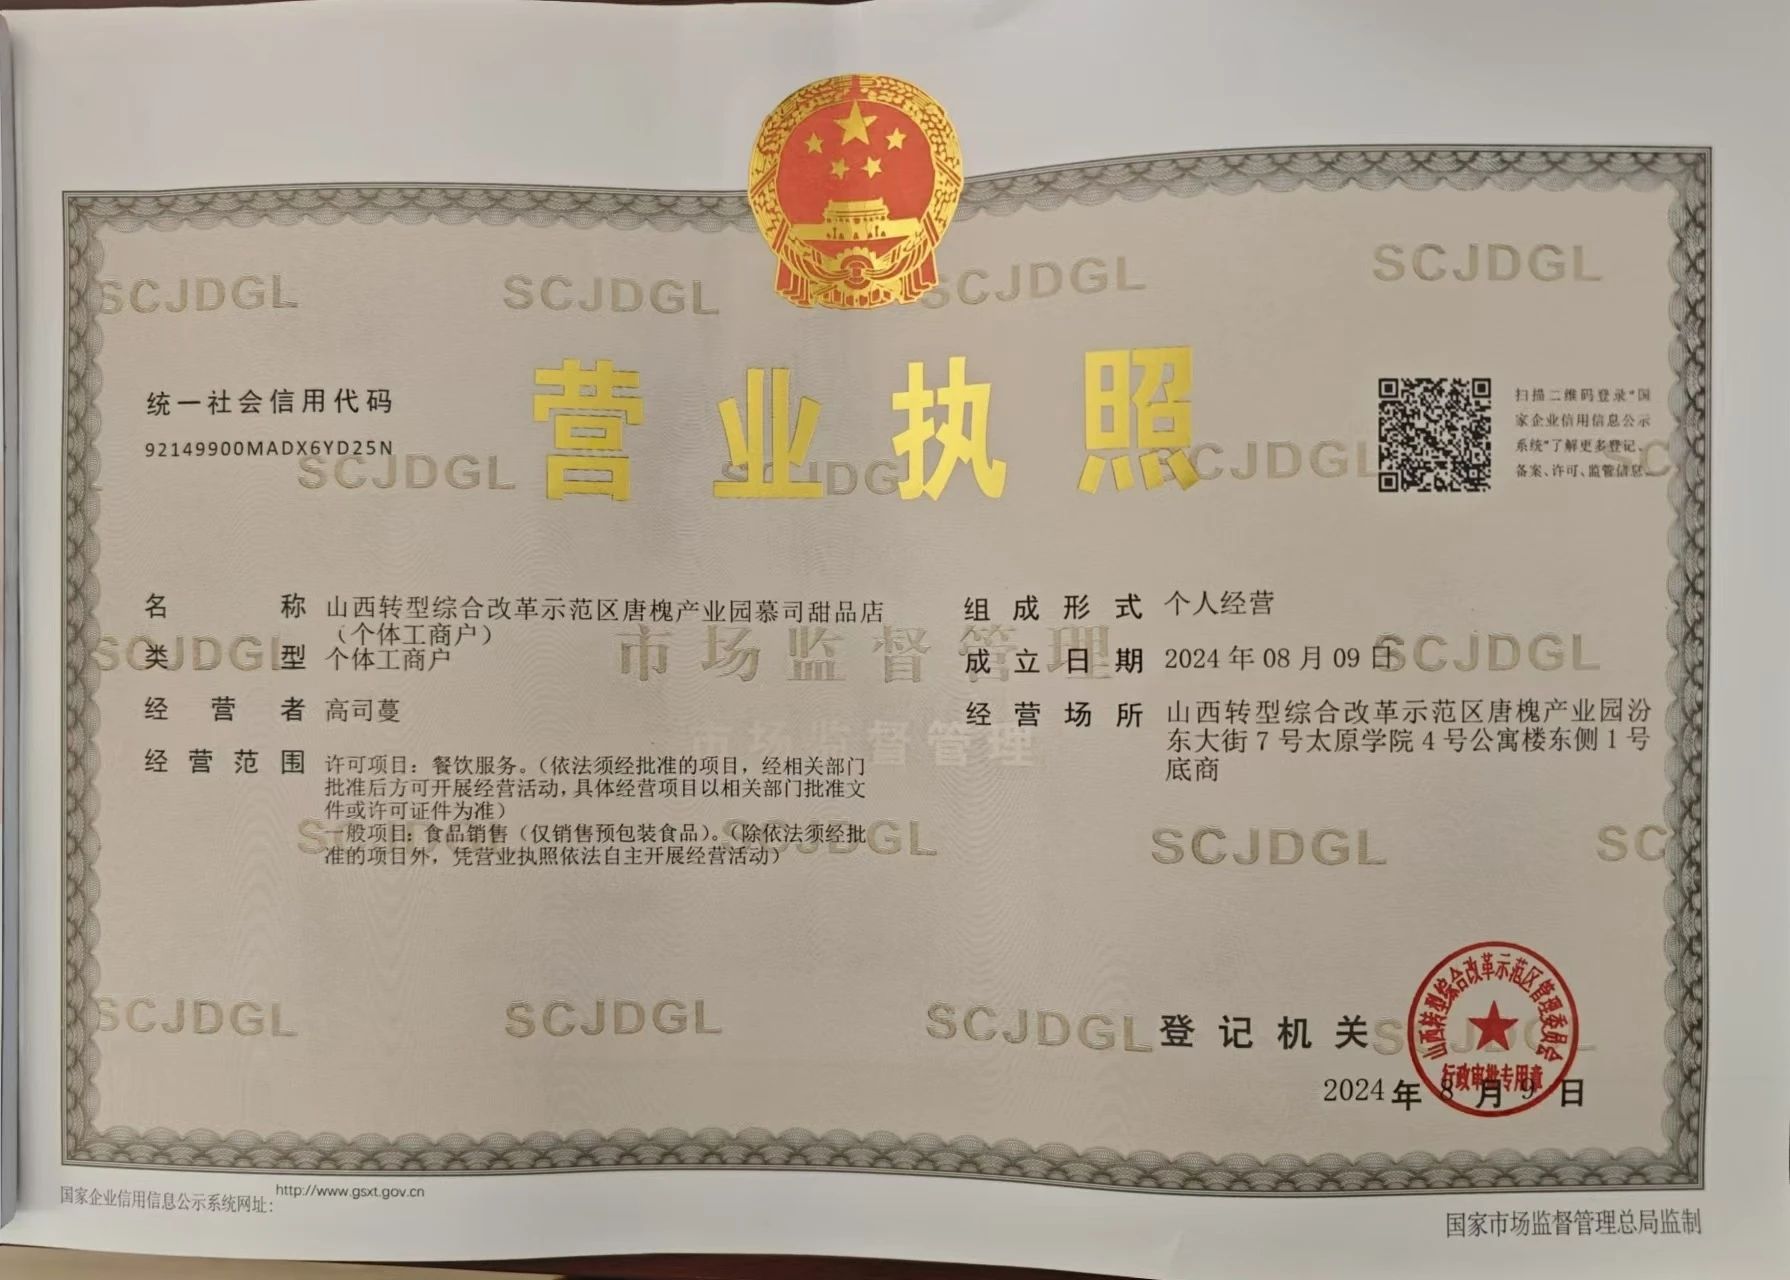 营业执照
统一社会信用代码
92149900MADX6YD25N
扫描二维码登录“国
家企业信用信息公示
系统”了解更多登记、
备案、许可、监管信息。
名称 山西转型综合改革示范区唐槐产业园慕司甜品店
（个体工商户）
类型 个体工商户
经营者 高司蔓
经营范围 许可项目：餐饮服务。（依法须经批准的项目，经相关部门
批准后方可开展经营活动，具体经营项目以相关部门批准文
件或许可证件为准）
一般项目：食品销售（仅销售预包装食品）。（除依法须经批
准的项目外，凭营业执照依法自主开展经营活动）
组成形式 个人经营
成立日期 2024年08月09日
经营场所 山西转型综合改革示范区唐槐产业园汾
东大街7号太原学院4号公寓楼东侧1号
底商
市场监督管理
市场监督管理
SCJDGL
登记机关
山西转型综合改革示范区管理委员会
行政审批专用章
2024年8月9日
国家企业信用信息公示系统网址：http://www.gsxt.gov.cn
国家市场监督管理总局监制